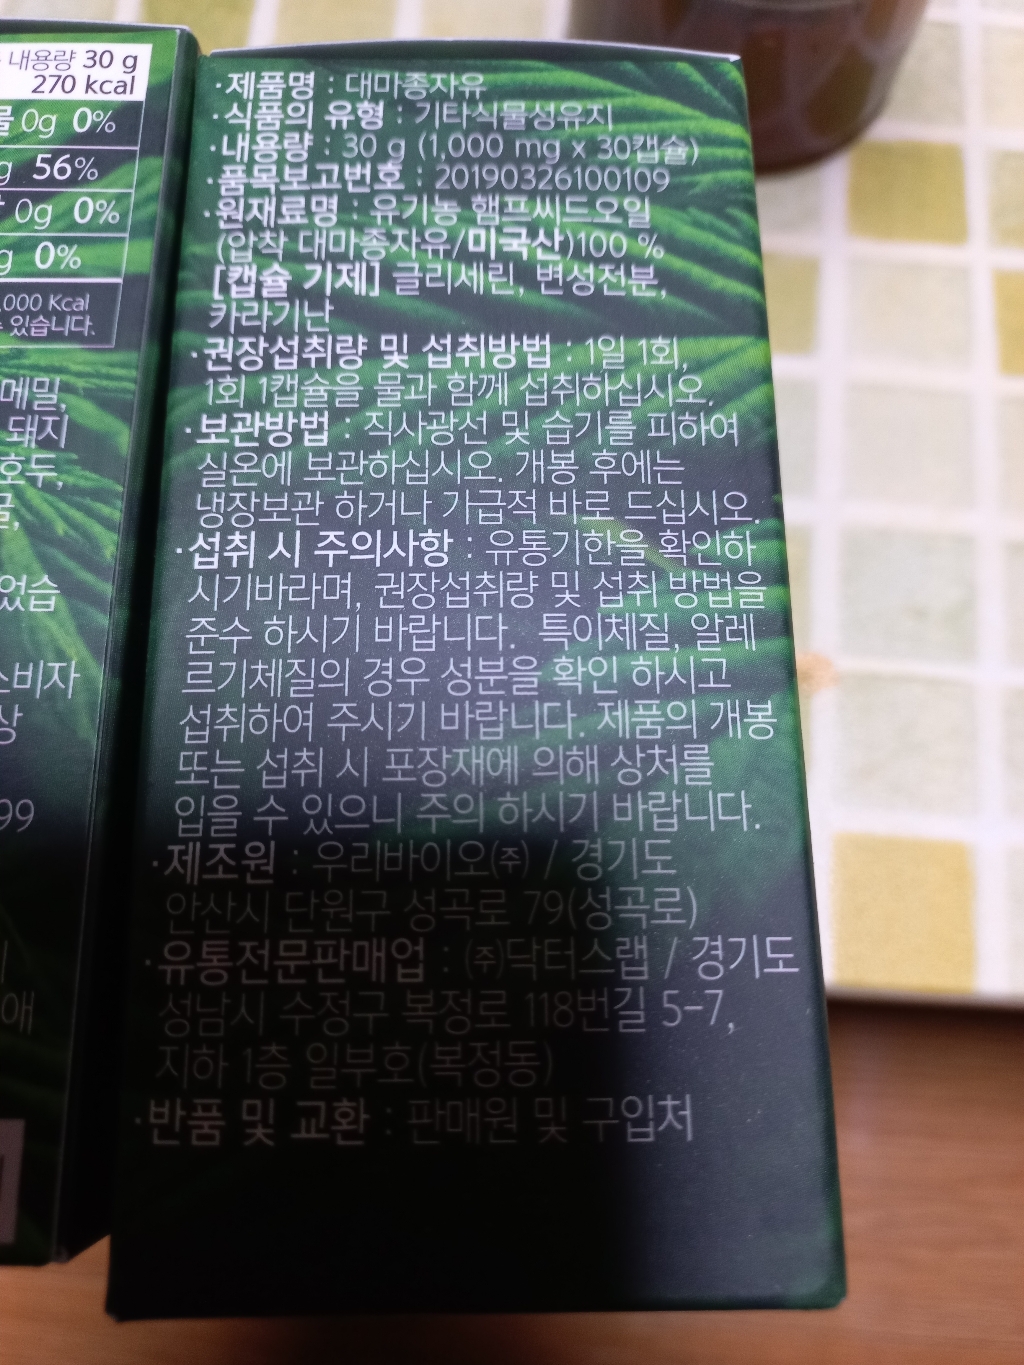 내용량 30 g
270 kcal
0g 0%
g 56%
0g 0%
g 0%
,000 Kcal
있습니다.
메밀,
돼지
호두,
었습
소비자
상
99
애
·제품명 : 대마종자유
·식품의 유형 : 기타식물성유지
·내용량 : 30 g (1,000 mg x 30캡슐)
·품목보고번호 : 20190326100109
·원재료명 : 유기농 햄프씨드오일
(압착 대마종자유/미국산)100 %
[캡슐 기제] 글리세린, 변성전분,
카라기난
·권장섭취량 및 섭취방법 : 1일 1회,
1회 1캡슐을 물과 함께 섭취하십시오.
·보관방법 : 직사광선 및 습기를 피하여
실온에 보관하십시오. 개봉 후에는
냉장보관 하거나 가급적 바로 드십시오.
·섭취 시 주의사항 : 유통기한을 확인하
시기바라며, 권장섭취량 및 섭취 방법을
준수 하시기 바랍니다. 특이체질, 알레
르기체질의 경우 성분을 확인 하시고
섭취하여 주시기 바랍니다. 제품의 개봉
또는 섭취 시 포장재에 의해 상처를
입을 수 있으니 주의 하시기 바랍니다.
·제조원 : 우리바이오㈜ / 경기도
안산시 단원구 성곡로 79(성곡로)
·유통전문판매업 : ㈜닥터스랩 / 경기도
성남시 수정구 복정로 118번길 5-7,
지하 1층 일부호(복정동)
·반품 및 교환 : 판매원 및 구입처